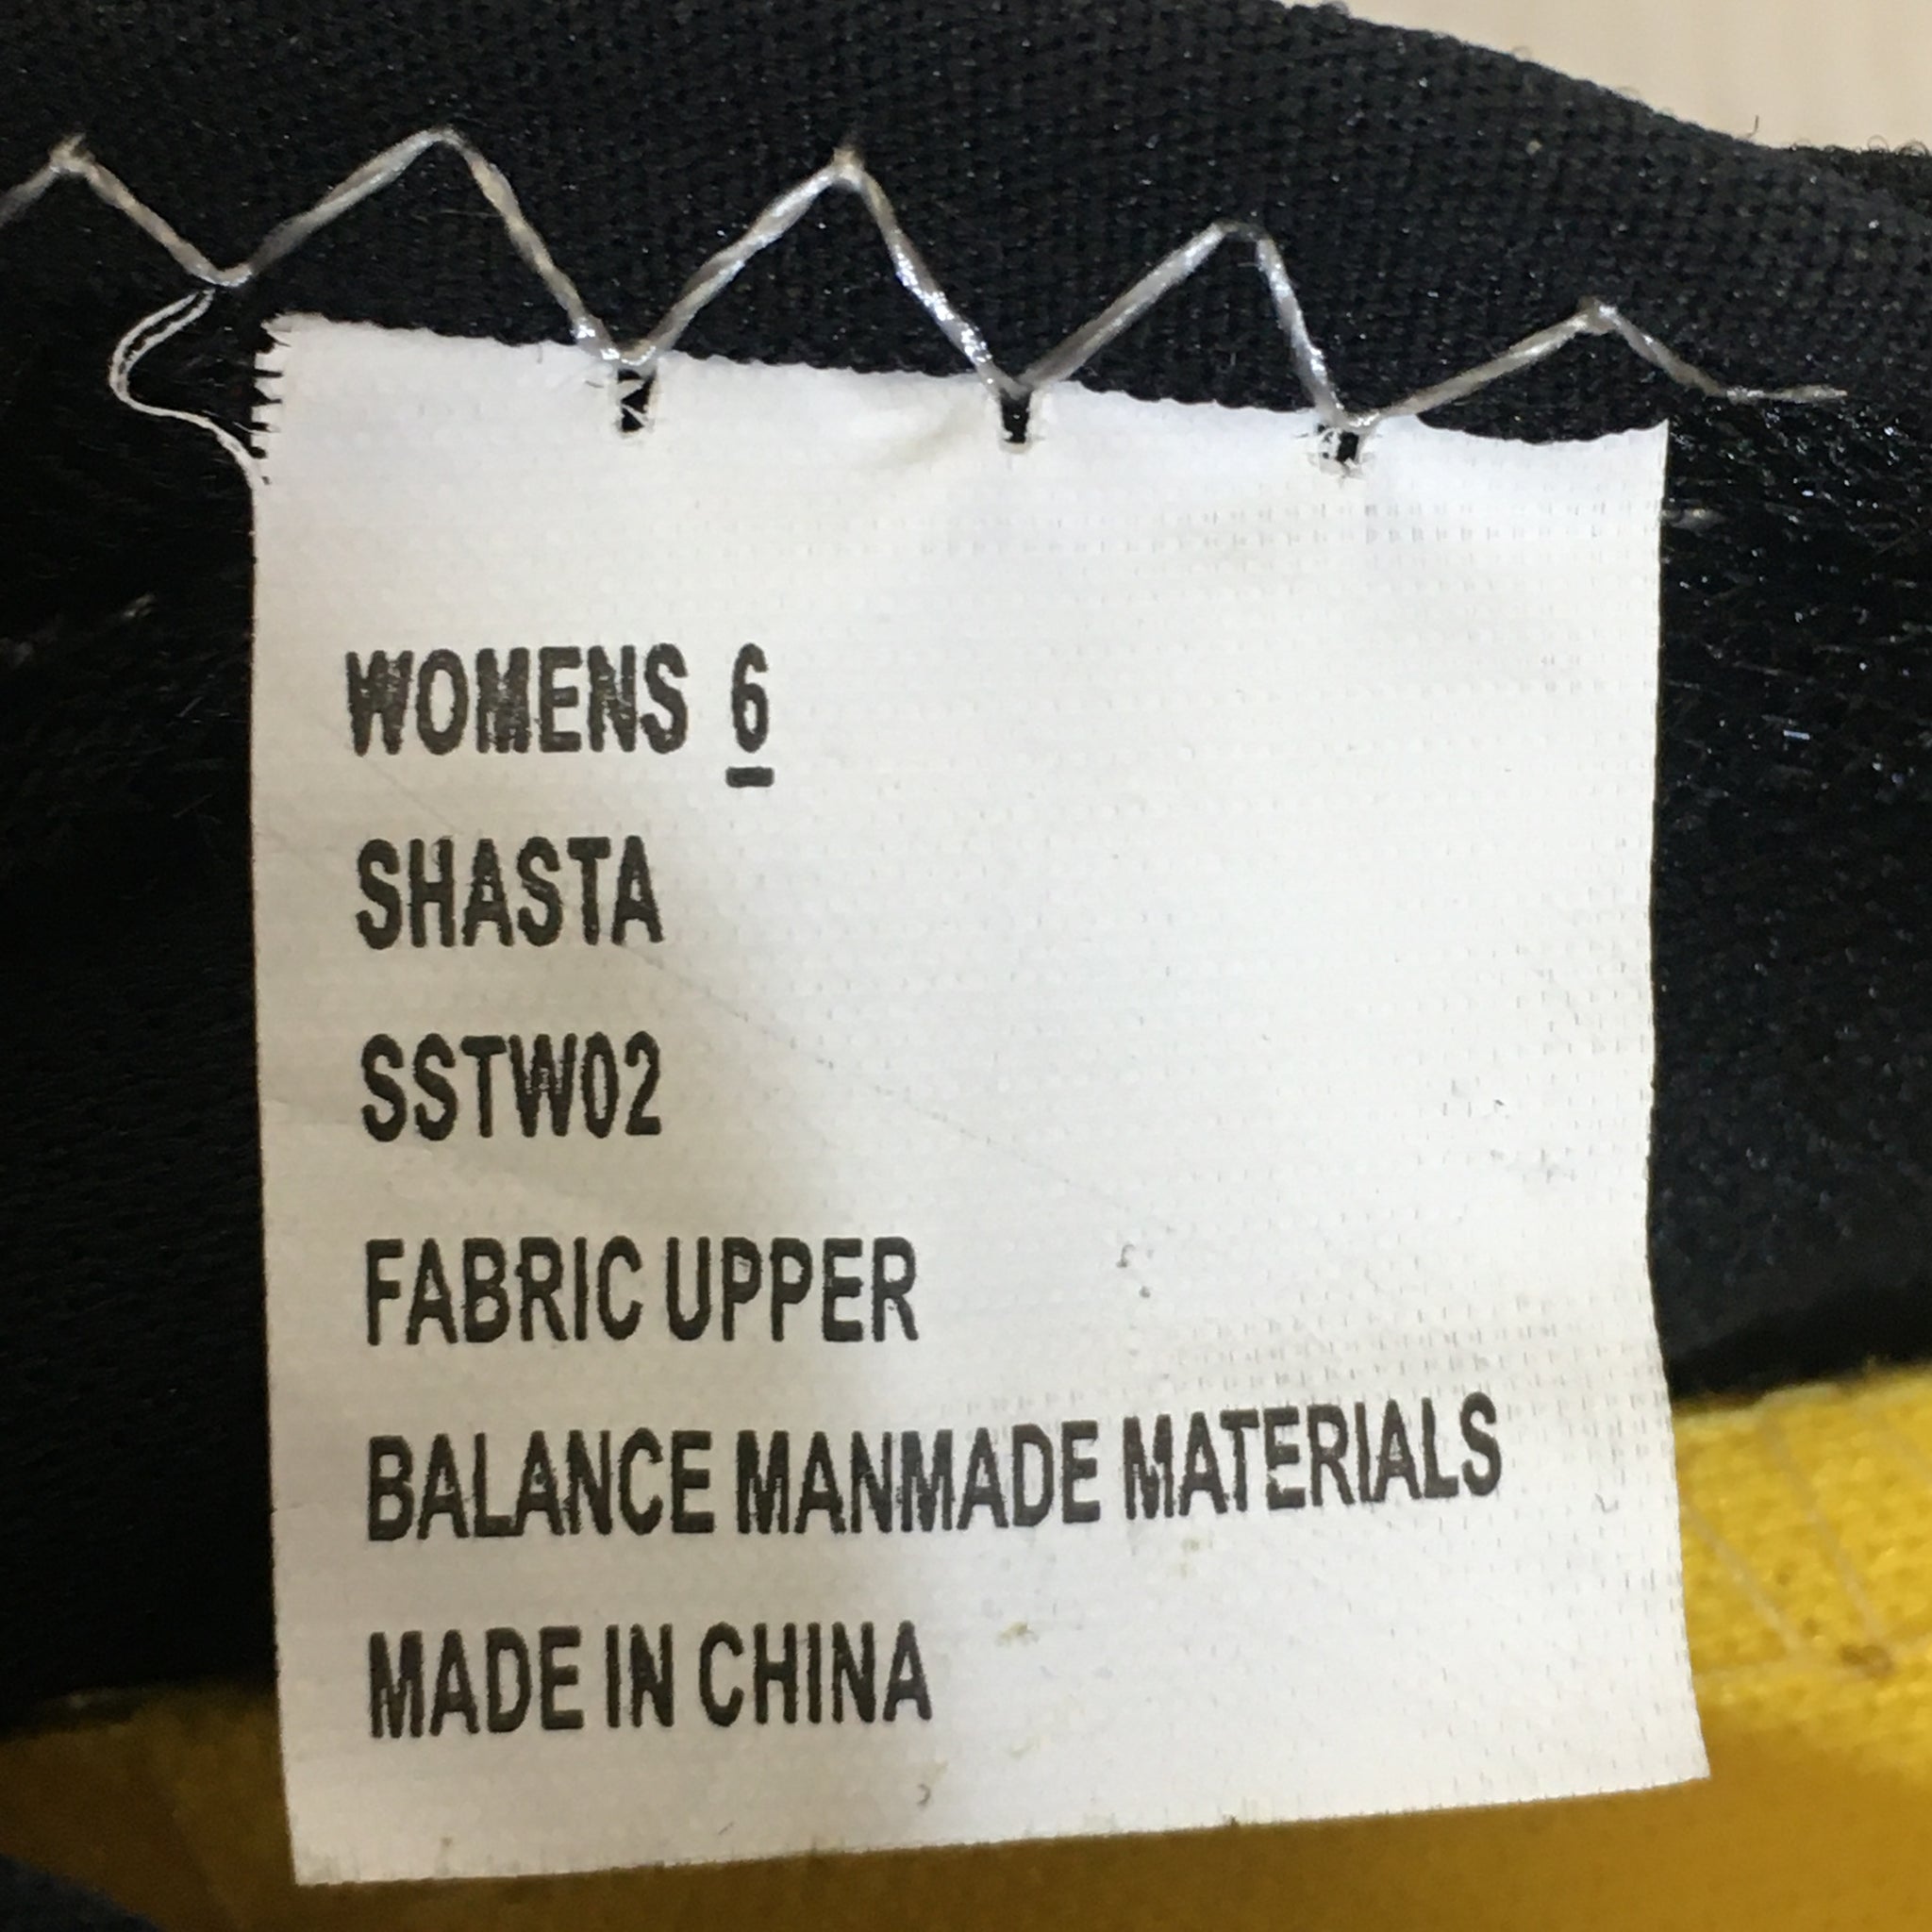 WOMENS 6
SHASTA
SSTW02
FABRIC UPPER
BALANCE MANMADE MATERIALS
MADE IN CHINA